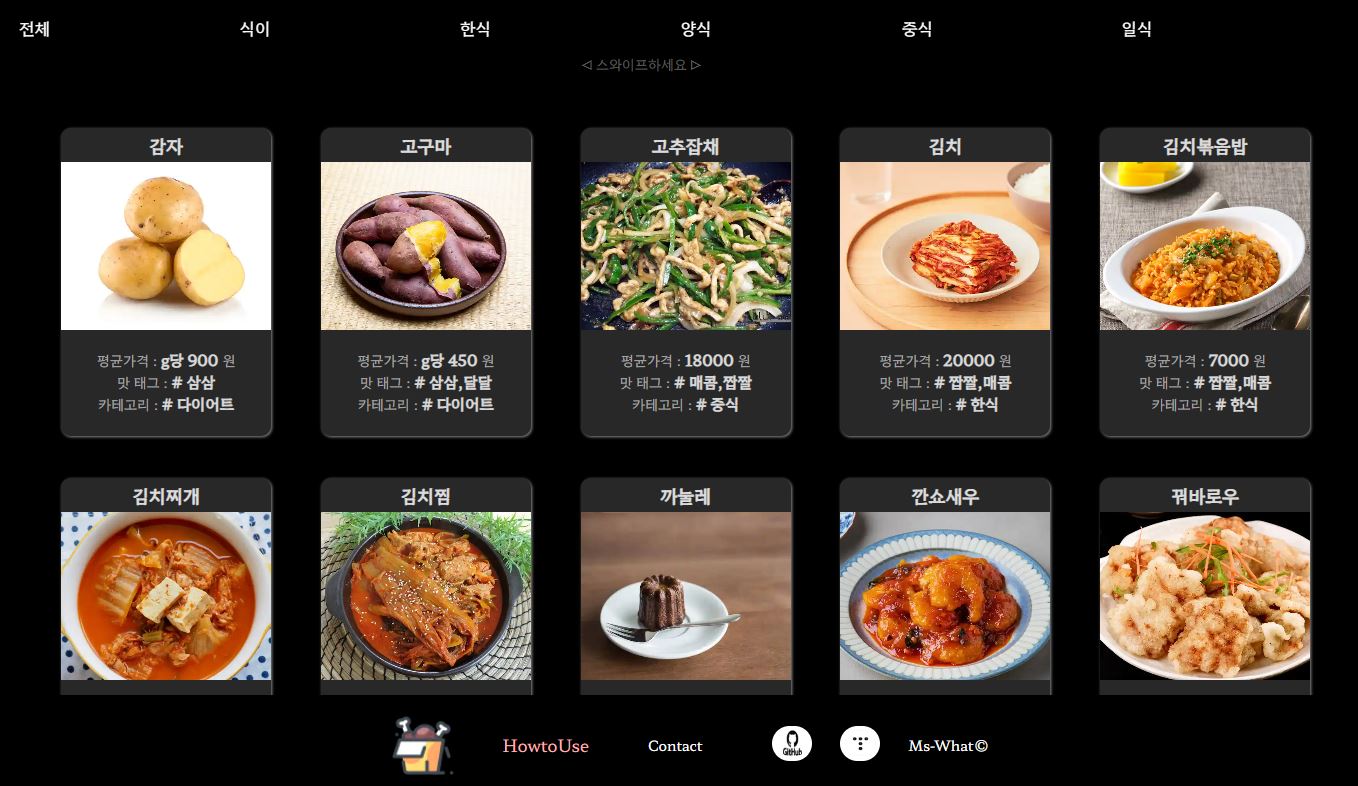 전체 식이 한식 양식 중식 일식
◁ 스와이프하세요 ▷
감자 고구마 고추잡채 김치 김치볶음밥
평균가격 : g당 900 원 평균가격 : g당 450 원 평균가격 : 18000 원 평균가격 : 20000 원 평균가격 : 7000 원
맛 태그 : # 삼삼 맛 태그 : # 삼삼,달달 맛 태그 : # 매콤,짭짤 맛 태그 : # 짭짤,매콤 맛 태그 : # 짭짤,매콤
카테고리 : # 다이어트 카테고리 : # 다이어트 카테고리 : # 중식 카테고리 : # 한식 카테고리 : # 한식
김치찌개 김치찜 까눌레 깐쇼새우 꿔바로우
HowtoUse Contact GitHub Ms-What©